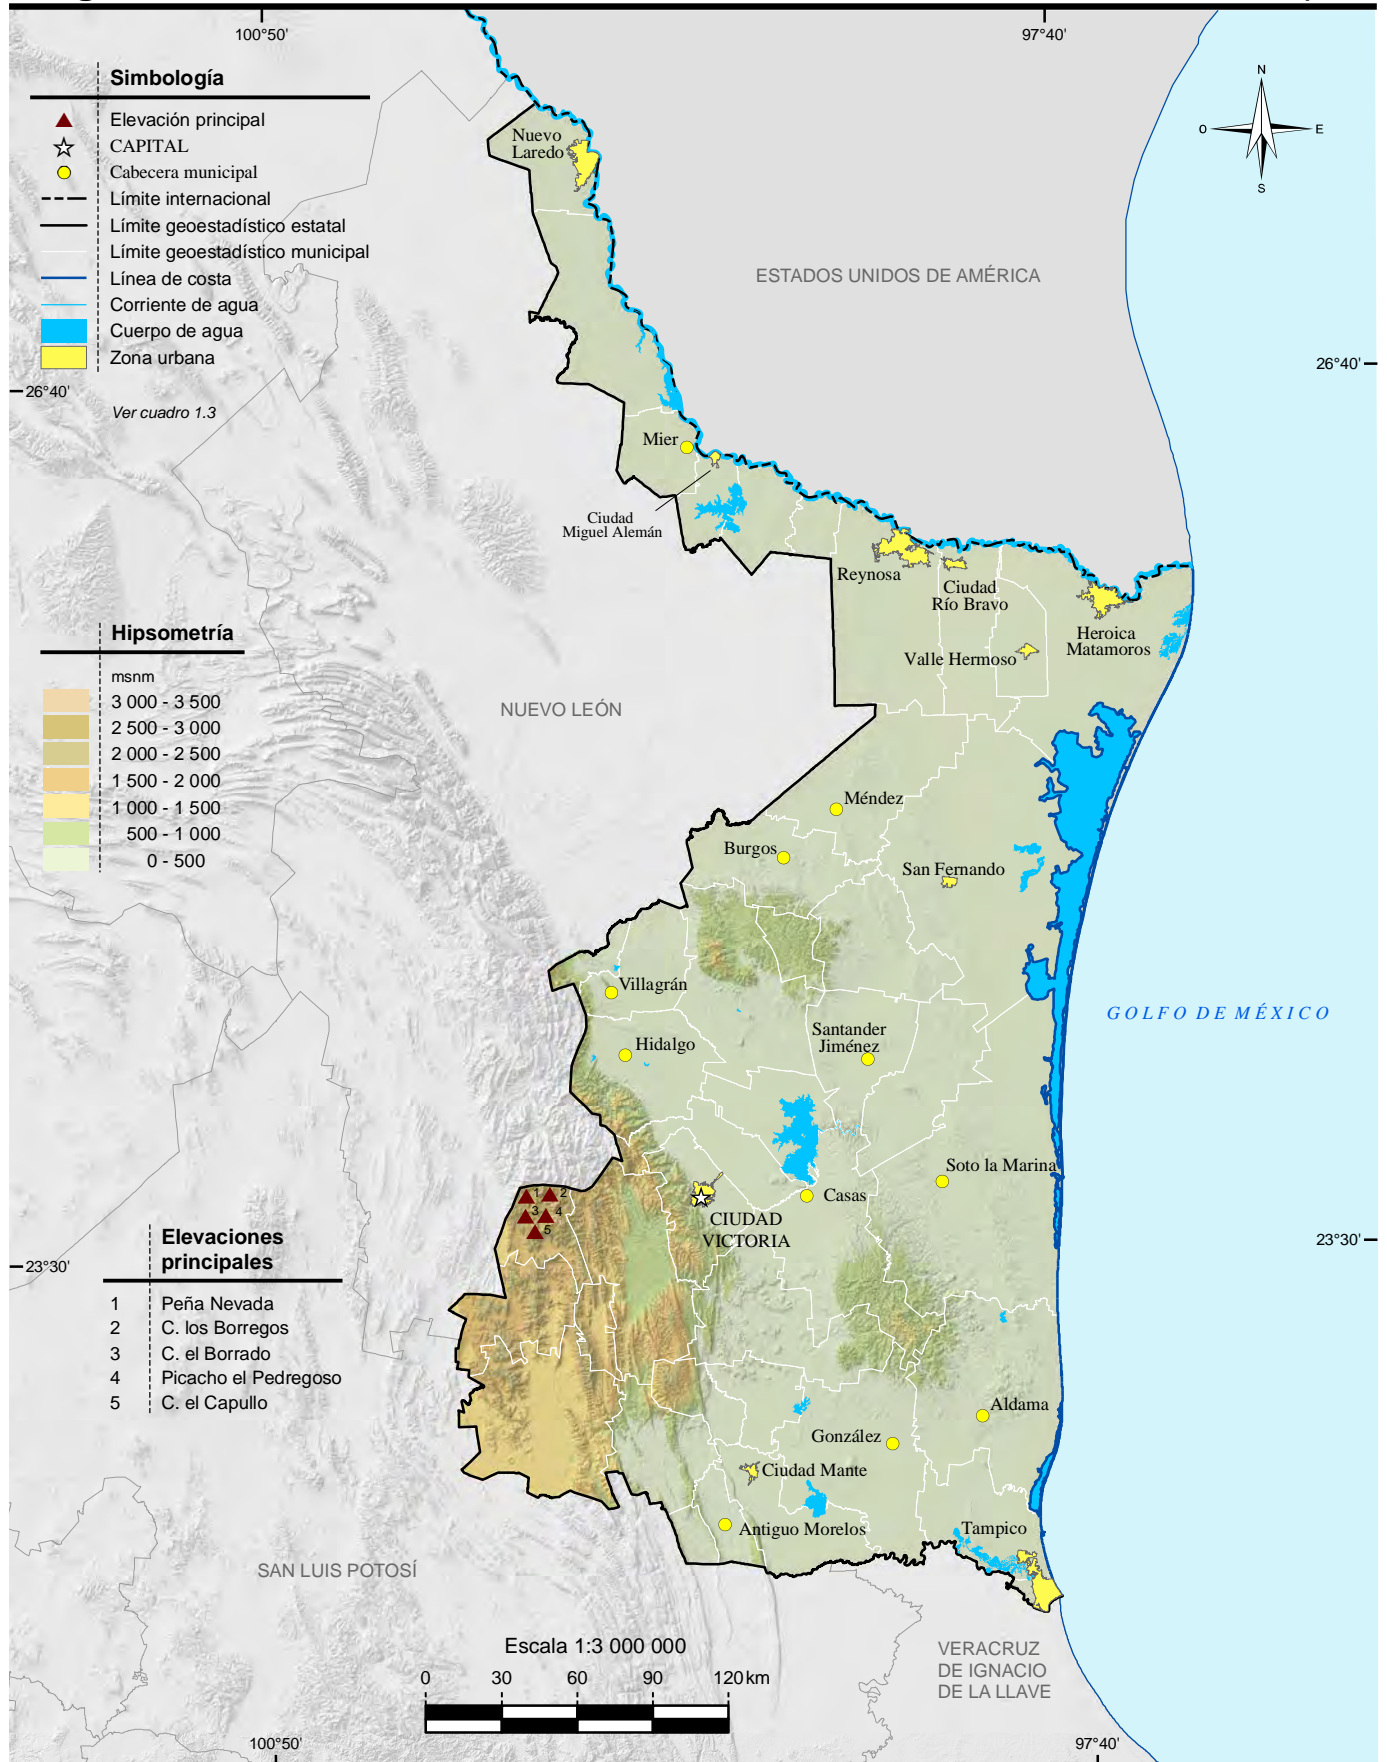 100°50'
97°40'
Simbología
Elevación principal
CAPITAL
Cabecera municipal
Límite internacional
Límite geoestadístico estatal
Límite geoestadístico municipal
Línea de costa
Corriente de agua
Cuerpo de agua
Zona urbana
Ver cuadro 1.3
N
O
E
S
Nuevo
Laredo
ESTADOS UNIDOS DE AMÉRICA
26°40'
26°40'
Mier
Ciudad
Miguel Alemán
Reynosa
Ciudad
Río Bravo
Heroica
Matamoros
Valle Hermoso
Hipsometría
msnm
3 000 - 3 500
2 500 - 3 000
2 000 - 2 500
1 500 - 2 000
1 000 - 1 500
500 - 1 000
0 - 500
NUEVO LEÓN
Méndez
Burgos
San Fernando
Villagrán
Hidalgo
Santander
Jiménez
GOLFO DE MÉXICO
Soto la Marina
Casas
CIUDAD
VICTORIA
1
2
3
4
5
23°30'
23°30'
Elevaciones
principales
1 Peña Nevada
2 C. los Borregos
3 C. el Borrado
4 Picacho el Pedregoso
5 C. el Capullo
Aldama
González
Ciudad Mante
Antiguo Morelos
Tampico
SAN LUIS POTOSÍ
VERACRUZ
DE IGNACIO
DE LA LLAVE
Escala 1:3 000 000
0 30 60 90 120 km
100°50'
97°40'